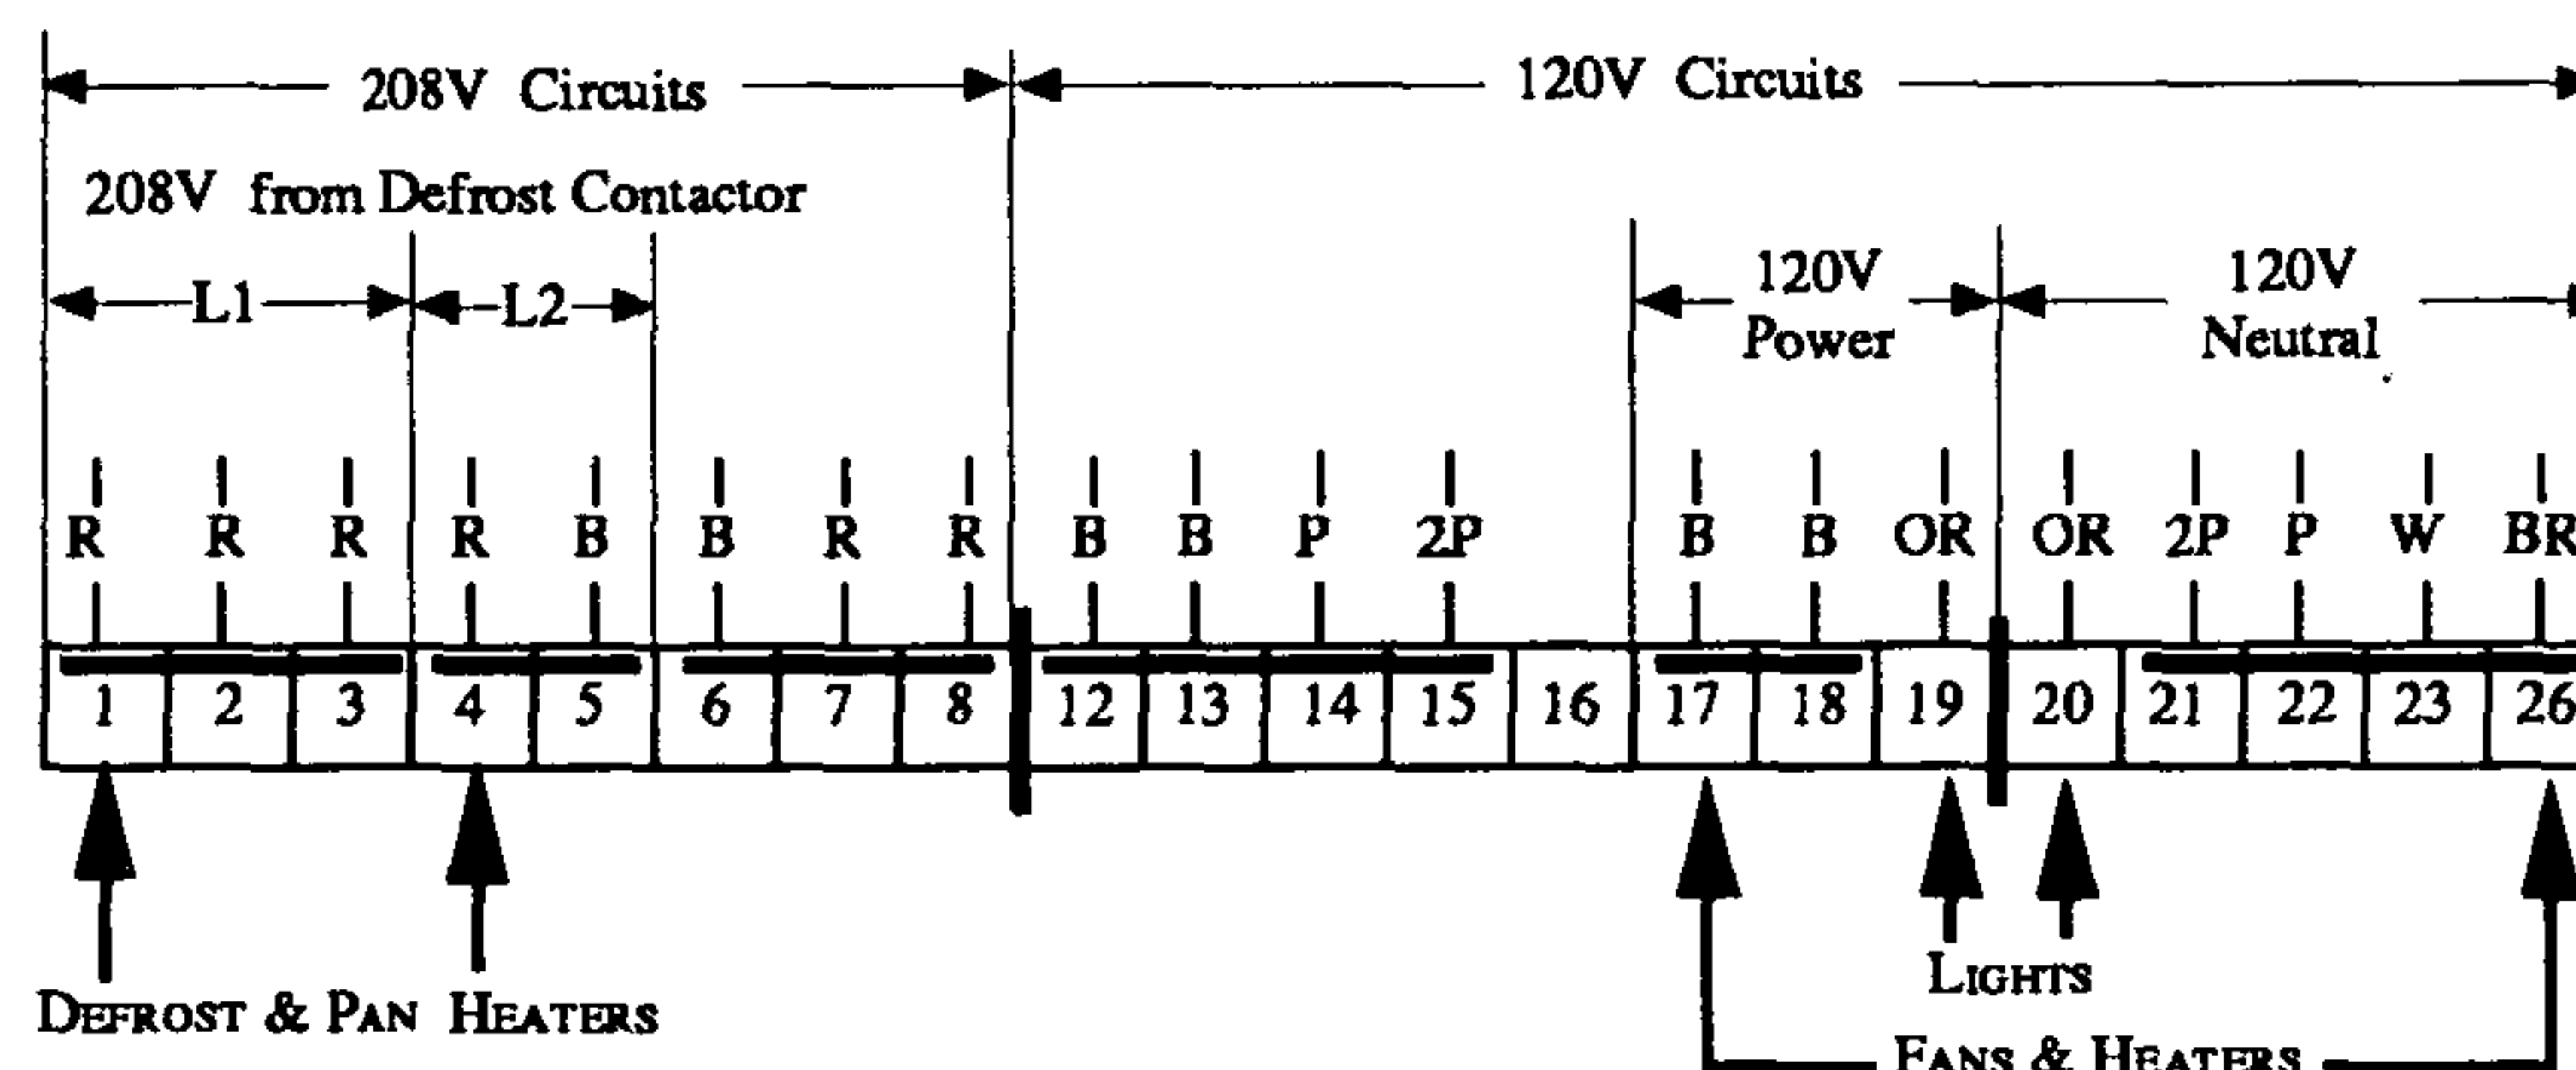 208V Circuits
120V Circuits
208V from Defrost Contactor
L1
L2
120V
Power
120V
Neutral
R R R R B B R R B B P 2P B B OR OR 2P P W BR
1 2 3 4 5 6 7 8 12 13 14 15 16 17 18 19 20 21 22 23 26
DEFROST & PAN HEATERS
LIGHTS
FANS & HEATERS